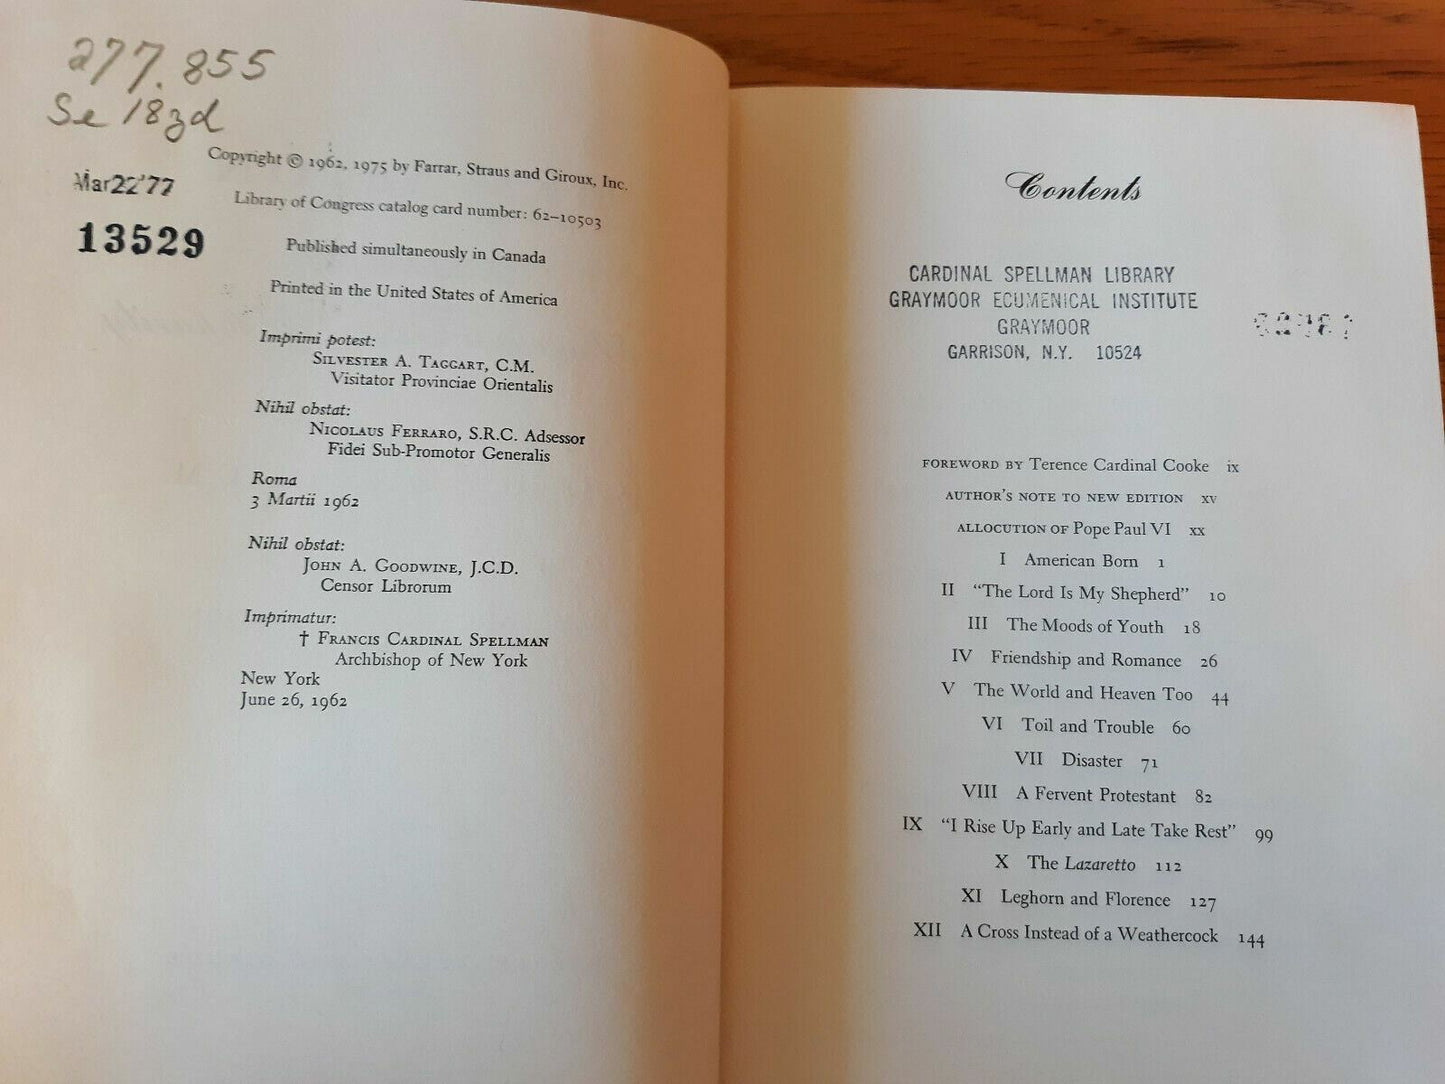 277.855
Se 18zd
Mar 22 '77
13529
Copyright © 1962, 1975 by Farrar, Straus and Giroux, Inc.
Library of Congress catalog card number: 62–10503
Published simultaneously in Canada
Printed in the United States of America
Imprimi potest:
Silvester A. Taggart, C.M.
Visitator Provinciae Orientalis
Nihil obstat:
Nicolaus Ferraro, S.R.C. Adsessor
Fidei Sub-Promotor Generalis
Roma
3 Martii 1962
Nihil obstat:
John A. Goodwine, J.C.D.
Censor Librorum
Imprimatur:
† Francis Cardinal Spellman
Archbishop of New York
New York
June 26, 1962
Contents
CARDINAL SPELLMAN LIBRARY
GRAYMOOR ECUMENICAL INSTITUTE
GRAYMOOR
GARRISON, N.Y. 10524
FOREWORD BY Terence Cardinal Cooke ix
AUTHOR'S NOTE TO NEW EDITION xv
ALLOCUTION OF Pope Paul VI xx
I American Born 1
II "The Lord Is My Shepherd" 10
III The Moods of Youth 18
IV Friendship and Romance 26
V The World and Heaven Too 44
VI Toil and Trouble 60
VII Disaster 71
VIII A Fervent Protestant 82
IX "I Rise Up Early and Late Take Rest" 99
X The Lazaretto 112
XI Leghorn and Florence 127
XII A Cross Instead of a Weathercock 144